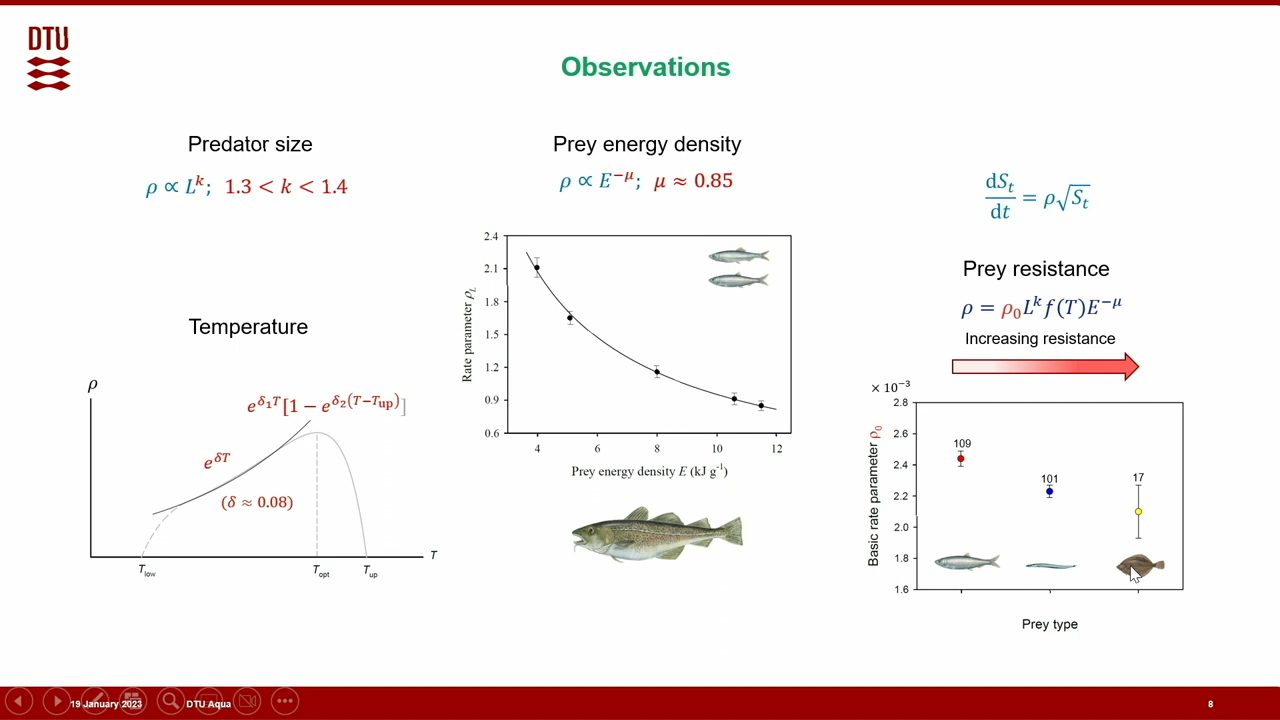 DTU
Observations
Predator size
ρ ∝ L^k; 1.3 < k < 1.4
Temperature
ρ
e^{δ₁T}[1 − e^{δ₂(T−T_up)}]
e^{δT}
(δ ≈ 0.08)
T
T_low
T_opt
T_up
Prey energy density
ρ ∝ E^{−μ}; μ ≈ 0.85
2.4
2.1
1.8
1.5
1.2
0.9
0.6
Rate parameter ρ_L
4 6 8 10 12
Prey energy density E (kJ g⁻¹)
dS_t/dt = ρ√S_t
Prey resistance
ρ = ρ₀L^k f(T)E^{−μ}
Increasing resistance
× 10⁻³
2.8
2.6
2.4
2.2
2.0
1.8
1.6
Basic rate parameter ρ₀
109
101
17
Prey type
19 January 2023
DTU Aqua
8